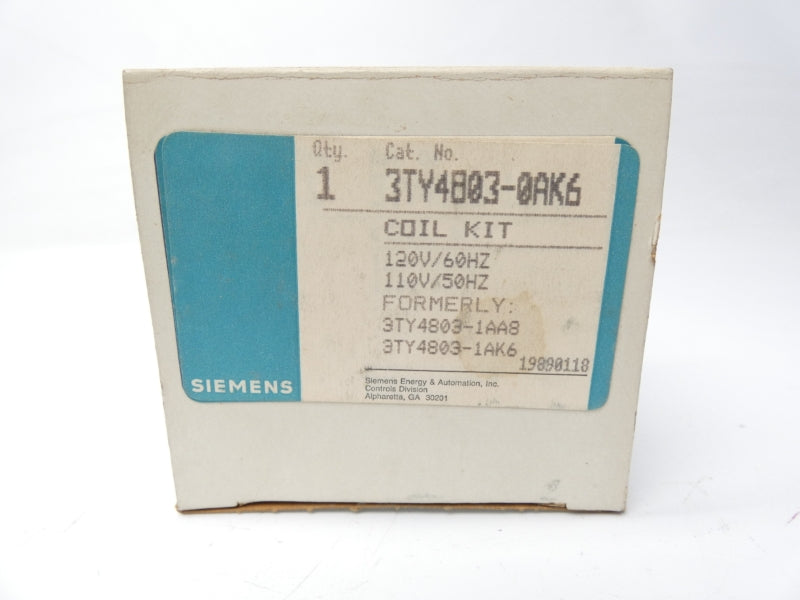 Qty. Cat. No.
1 3TY4803-0AK6
COIL KIT
120V/60HZ
110V/50HZ
FORMERLY:
3TY4803-1AA8
3TY4803-1AK6
19890118
SIEMENS
Siemens Energy & Automation, Inc.
Controls Division
Alpharetta, GA 30201